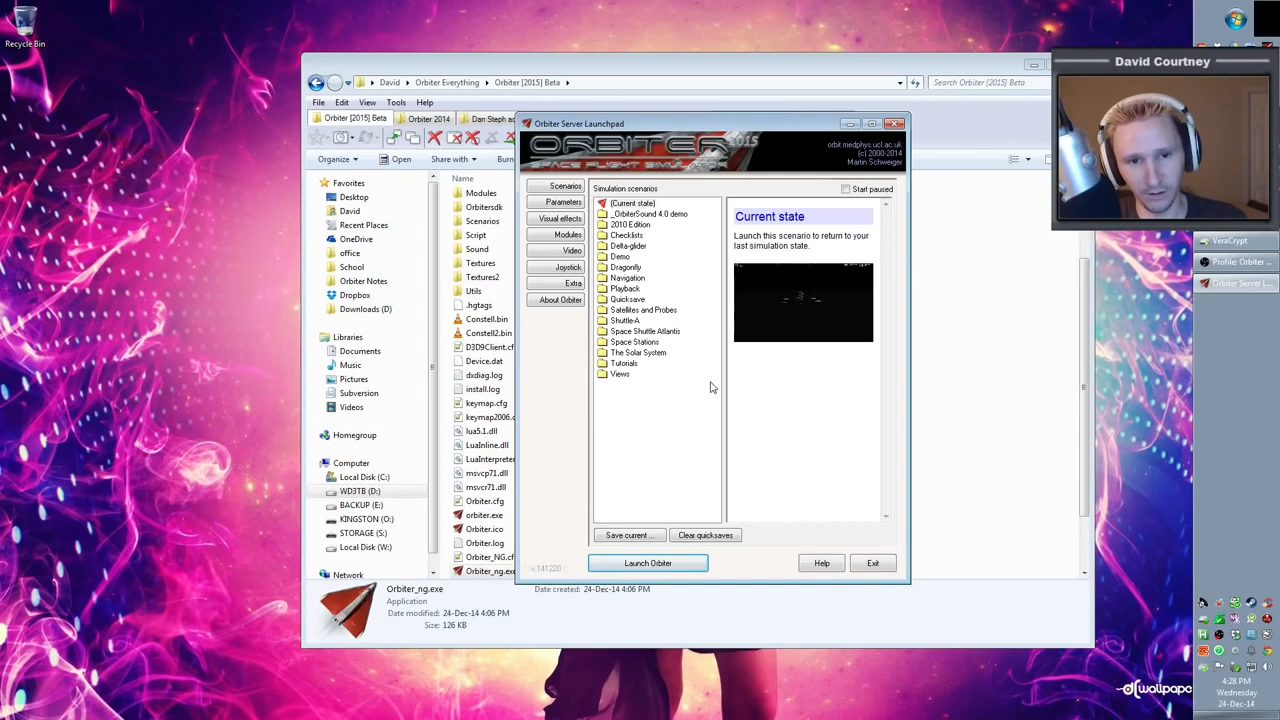 Recycle Bin
David Courtney
David
Orbiter Everything
Orbiter [2015] Beta
Search Orbiter [2015] Beta
File Edit View Tools Help
Orbiter [2015] Beta
Orbiter 2014
Organize
Open
Share with
Favorites
Desktop
David
Recent Places
OneDrive
office
School
Orbiter Notes
Dropbox
Downloads (D)
Libraries
Documents
Music
Pictures
Subversion
Videos
Homegroup
Computer
Local Disk (C:)
WD3TB (D:)
BACKUP (E:)
KINGSTON (O:)
STORAGE (S:)
Local Disk (W:)
Network
Name
Modules
Orbitersdk
Scenarios
Script
Sound
Textures
Textures2
Utils
.hgtags
Constell.bin
Constell2.bin
Device.dat
dxdiag.log
install.log
keymap.cfg
lua5.1.dll
LuaInline.dll
msvcp71.dll
msvcr71.dll
Orbiter.cfg
orbiter.exe
Orbiter.ico
Orbiter.log
Orbiter_ng.exe
Application
Date modified: 24-Dec-14 4:06 PM
Size: 126 KB
Date created: 24-Dec-14 4:06 PM
Orbiter Server Launchpad
ORBITER 2015
SPACE FLIGHT SIMULATOR
orbit.medphys.ucl.ac.uk
(c) 2000-2014
Martin Schweiger
Scenarios
Parameters
Visual effects
Modules
Video
Joystick
Extra
About Orbiter
Simulation scenarios
Start paused
(Current state)
_OrbiterSound 4.0 demo
2010 Edition
Checklists
Delta-glider
Demo
Dragonfly
Navigation
Playback
Quicksave
Satellites and Probes
Shuttle-A
Space Shuttle Atlantis
Space Stations
The Solar System
Tutorials
Views
Current state
Launch this scenario to return to your
last simulation state.
Save current ...
Clear quicksaves
v.141220
Launch Orbiter
Help
Exit
VeraCrypt
Profile: Orbiter ...
Orbiter Server L...
4:28 PM
Wednesday
24-Dec-14